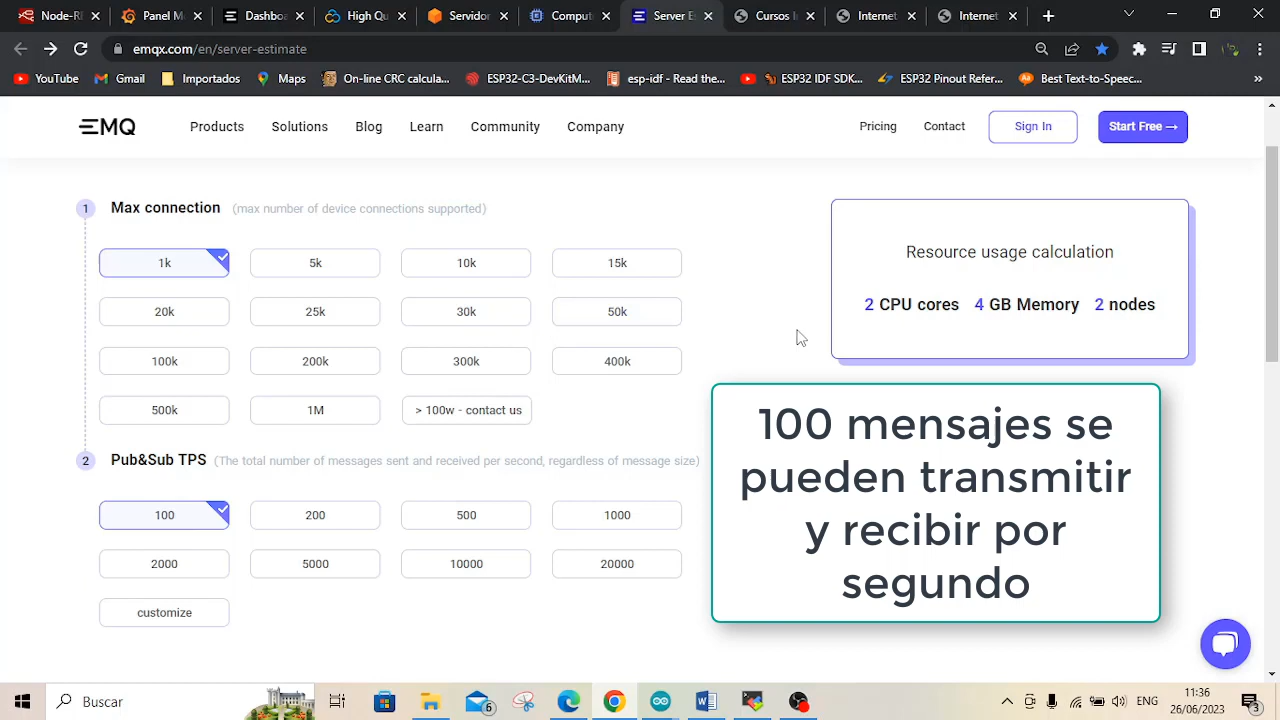 Node-RE
Panel M
Dashbo
High Qu
Servido
Comput
Server Es
Cursos I
Internet
Internet
emqx.com/en/server-estimate
YouTube
Gmail
Importados
Maps
On-line CRC calcula...
ESP32-C3-DevKitM...
esp-idf - Read the...
ESP32 IDF SDK...
ESP32 Pinout Refer...
Best Text-to-Speec...
»
EMQ
Products
Solutions
Blog
Learn
Community
Company
Pricing
Contact
Sign In
Start Free →
1 Max connection (max number of device connections supported)
1k
5k
10k
15k
20k
25k
30k
50k
100k
200k
300k
400k
500k
1M
> 100w - contact us
2 Pub&Sub TPS (The total number of messages sent and received per second, regardless of message size)
100
200
500
1000
2000
5000
10000
20000
customize
Resource usage calculation
2 CPU cores 4 GB Memory 2 nodes
100 mensajes se
pueden transmitir
y recibir por
segundo
Buscar
6
ENG
11:36
26/06/2023
3